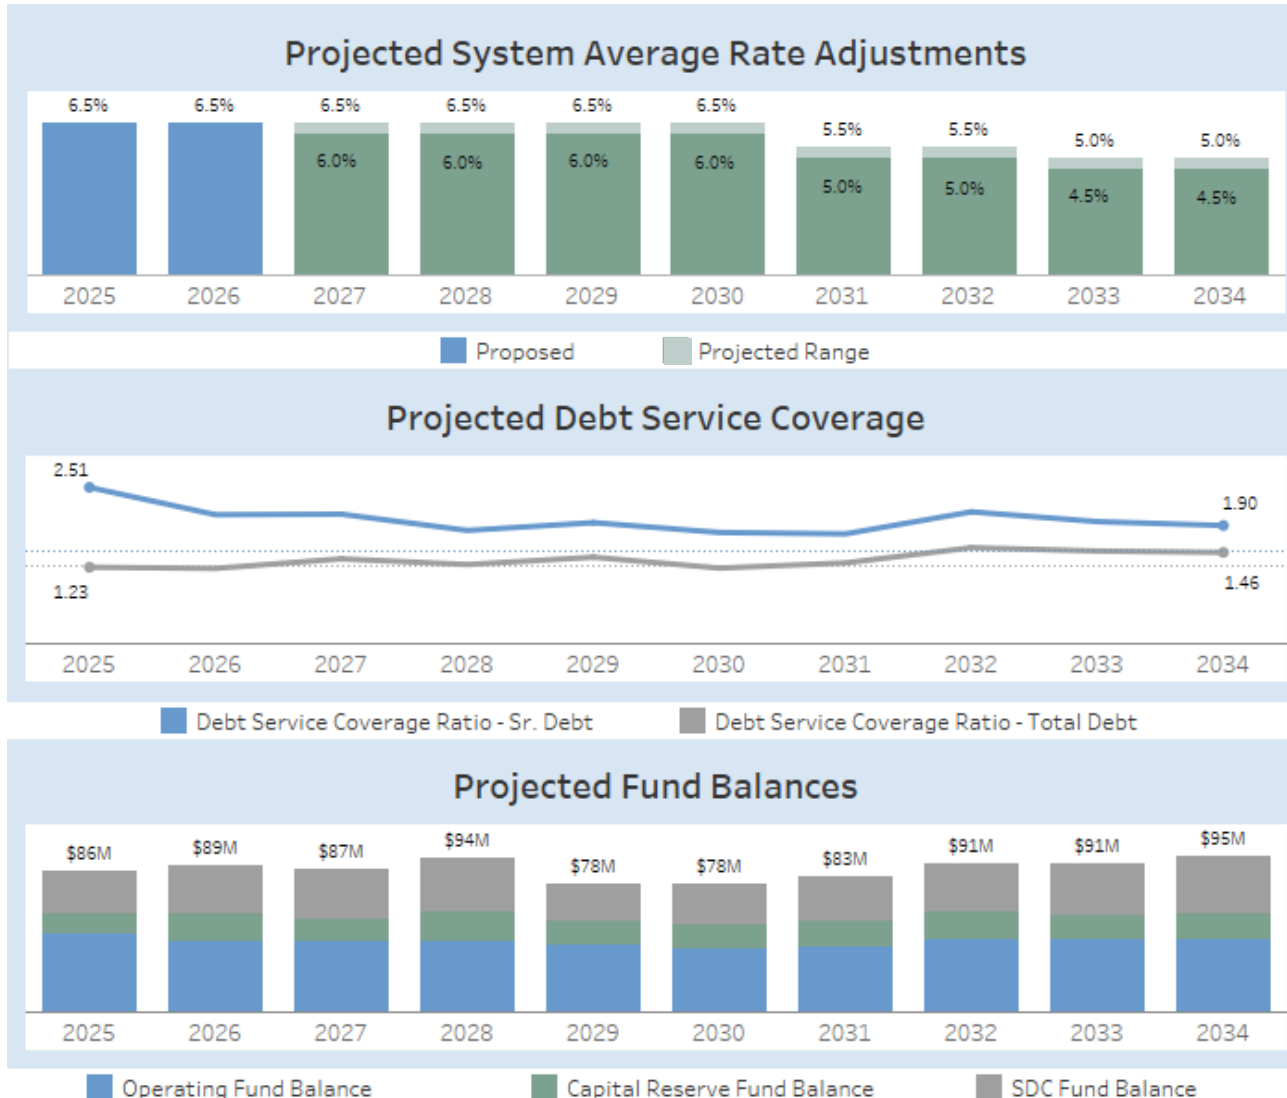 Projected System Average Rate Adjustments
6.5% 6.5% 6.5% 6.5% 6.5% 6.5% 5.5% 5.5% 5.0% 5.0%
6.0% 6.0% 6.0% 6.0% 5.0% 5.0% 4.5% 4.5%
2025 2026 2027 2028 2029 2030 2031 2032 2033 2034
Proposed Projected Range
Projected Debt Service Coverage
2.51 1.90
1.23 1.46
2025 2026 2027 2028 2029 2030 2031 2032 2033 2034
Debt Service Coverage Ratio - Sr. Debt Debt Service Coverage Ratio - Total Debt
Projected Fund Balances
$86M $89M $87M $94M $78M $78M $83M $91M $91M $95M
2025 2026 2027 2028 2029 2030 2031 2032 2033 2034
Operating Fund Balance Capital Reserve Fund Balance SDC Fund Balance